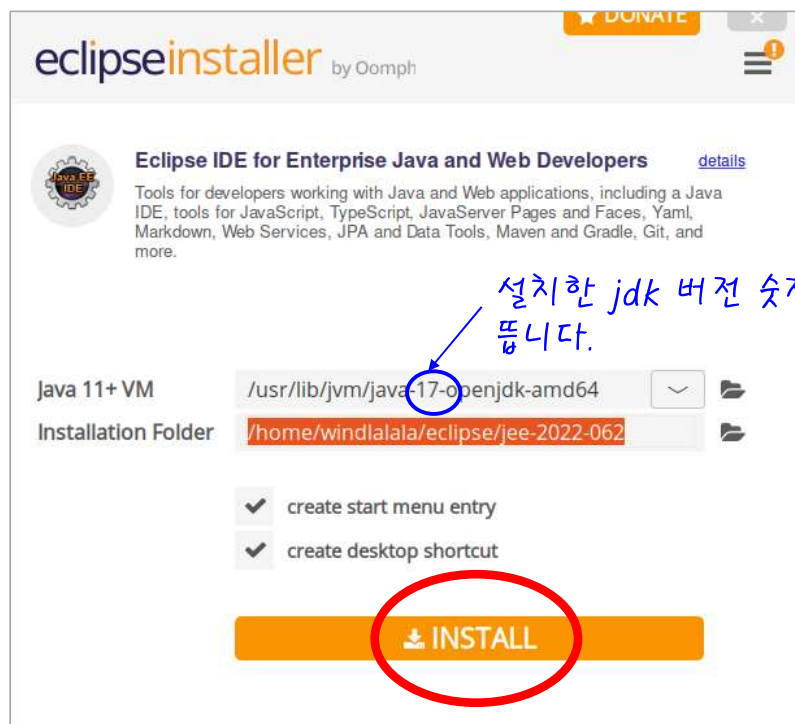 DONATE
eclipseinstaller by Oomph
Eclipse IDE for Enterprise Java and Web Developers details
Java EE
IDE
Tools for developers working with Java and Web applications, including a Java
IDE, tools for JavaScript, TypeScript, JavaServer Pages and Faces, Yaml,
Markdown, Web Services, JPA and Data Tools, Maven and Gradle, Git, and
more.
설치한 jdk 버전
뜹니다.
Java 11+ VM /usr/lib/jvm/java-17-openjdk-amd64
Installation Folder /home/windlalala/eclipse/jee-2022-062
create start menu entry
create desktop shortcut
INSTALL